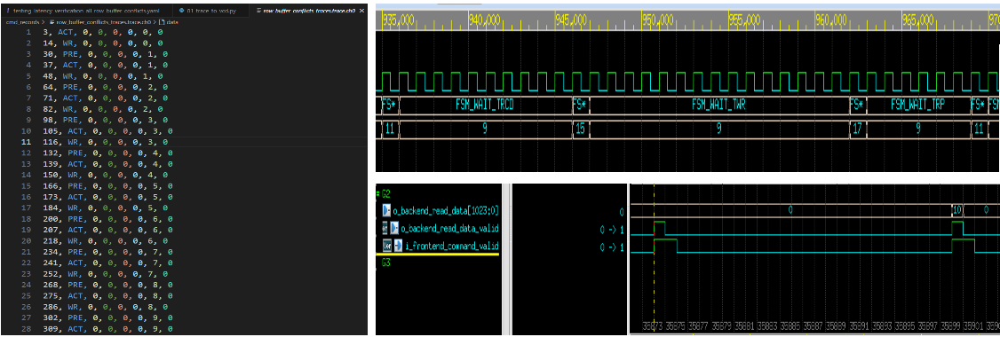 testing_latency_verification_all_row_buffer_conflicts.yaml
01_trace_to_vcd.py
row_buffer_conflicts_traces.trace.ch0 ×
cmd_records > row_buffer_conflicts_traces.trace.ch0 > data
1 3, ACT, 0, 0, 0, 0, 0, 0
2 14, WR, 0, 0, 0, 0, 0, 0
3 30, PRE, 0, 0, 0, 0, 1, 0
4 37, ACT, 0, 0, 0, 0, 1, 0
5 48, WR, 0, 0, 0, 0, 1, 0
6 64, PRE, 0, 0, 0, 0, 2, 0
7 71, ACT, 0, 0, 0, 0, 2, 0
8 82, WR, 0, 0, 0, 0, 2, 0
9 98, PRE, 0, 0, 0, 0, 3, 0
10 105, ACT, 0, 0, 0, 0, 3, 0
11 116, WR, 0, 0, 0, 0, 3, 0
12 132, PRE, 0, 0, 0, 0, 4, 0
13 139, ACT, 0, 0, 0, 0, 4, 0
14 150, WR, 0, 0, 0, 0, 4, 0
15 166, PRE, 0, 0, 0, 0, 5, 0
16 173, ACT, 0, 0, 0, 0, 5, 0
17 184, WR, 0, 0, 0, 0, 5, 0
18 200, PRE, 0, 0, 0, 0, 6, 0
19 207, ACT, 0, 0, 0, 0, 6, 0
20 218, WR, 0, 0, 0, 0, 6, 0
21 234, PRE, 0, 0, 0, 0, 7, 0
22 241, ACT, 0, 0, 0, 0, 7, 0
23 252, WR, 0, 0, 0, 0, 7, 0
24 268, PRE, 0, 0, 0, 0, 8, 0
25 275, ACT, 0, 0, 0, 0, 8, 0
26 286, WR, 0, 0, 0, 0, 8, 0
27 302, PRE, 0, 0, 0, 0, 9, 0
28 309, ACT, 0, 0, 0, 0, 9, 0
935,000 940,000 945,000 950,000 955,000 960,000 965,000 970
FS* FSM_WAIT_TRCD FS* FSM_WAIT_TWR FS* FSM_WAIT_TRP FS* FS
11 9 15 9 17 9 11 9
G2
o_backend_read_data[1023:0] 0 0 10 0
o_backend_read_data_valid 0 -> 1
i_frontend_command_valid 0 -> 1
G3
35873 35875 35877 35879 35881 35883 35885 35887 35889 35891 35893 35895 35897 35899 35901 3590